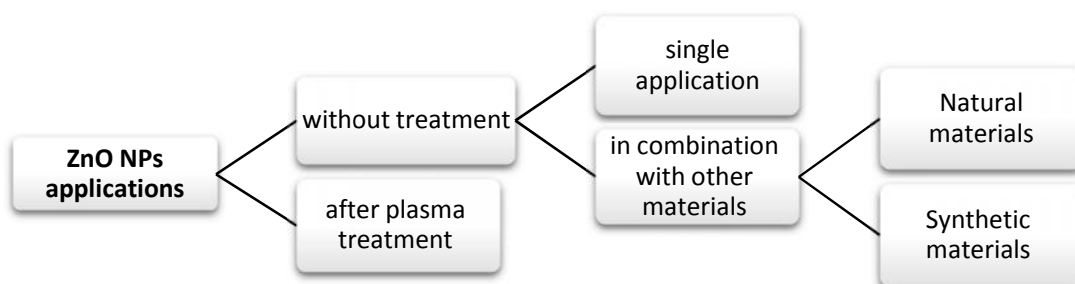 ZnO NPs
applications
without treatment
after plasma
treatment
single
application
in combination
with other
materials
Natural
materials
Synthetic
materials